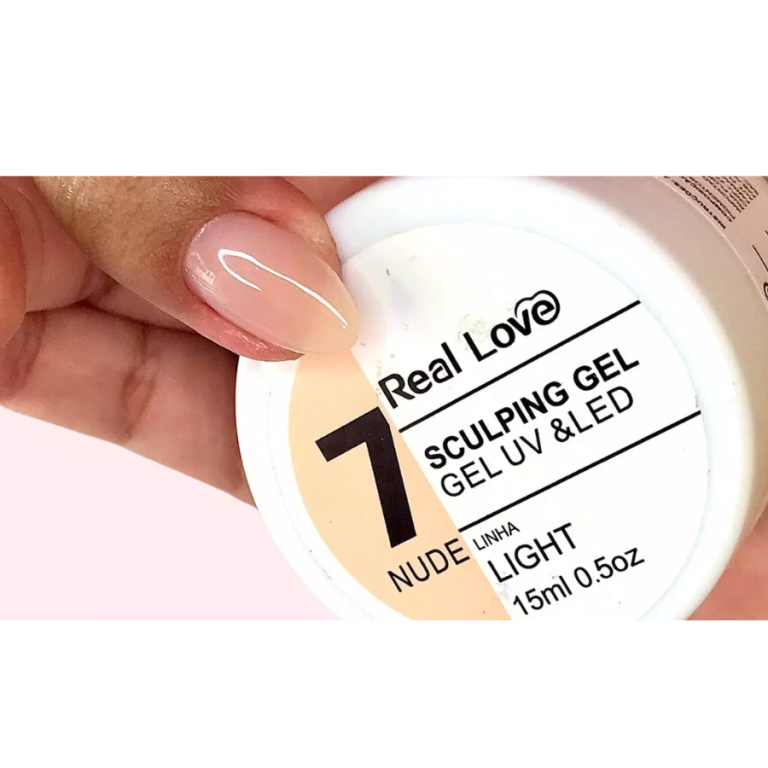 Real Love
SCULPING GEL
GEL UV &LED
7
NUDE
LINHA
LIGHT
15ml 0.5oz